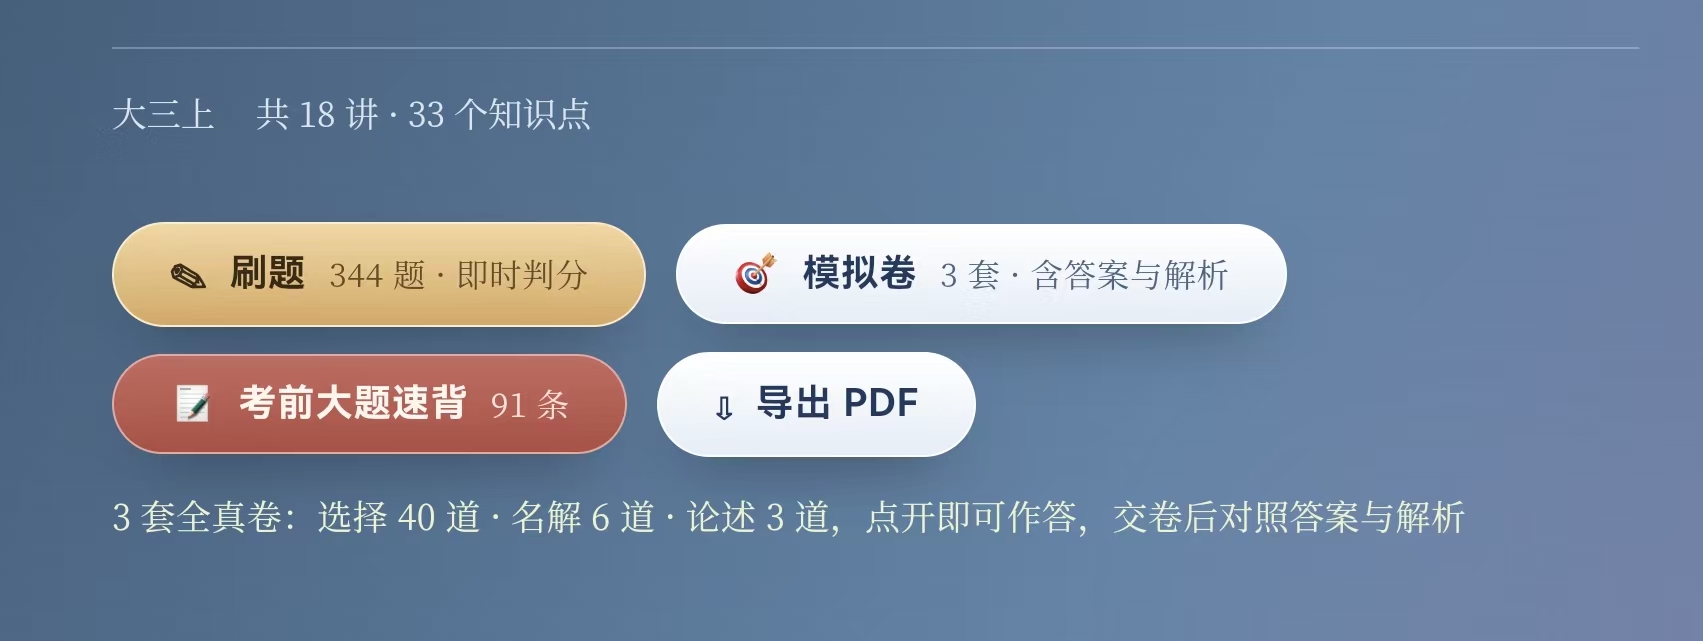 大三上 共 18 讲 · 33 个知识点
✎ 刷题 344 题 · 即时判分
🎯 模拟卷 3 套 · 含答案与解析
📝 考前大题速背 91 条
⇩ 导出 PDF
3 套全真卷：选择 40 道 · 名解 6 道 · 论述 3 道，点开即可作答，交卷后对照答案与解析